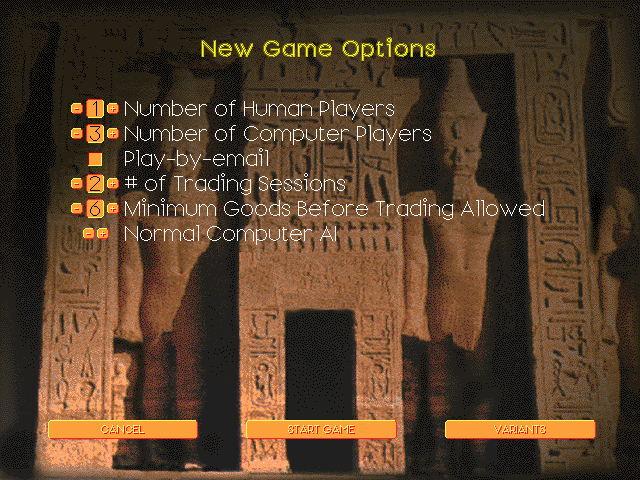 New Game Options
- 1 + Number of Human Players
- 3 + Number of Computer Players
Play-by-email
- 2 + # of Trading Sessions
- 6 + Minimum Goods Before Trading Allowed
- + Normal Computer AI
CANCEL START GAME VARIANTS